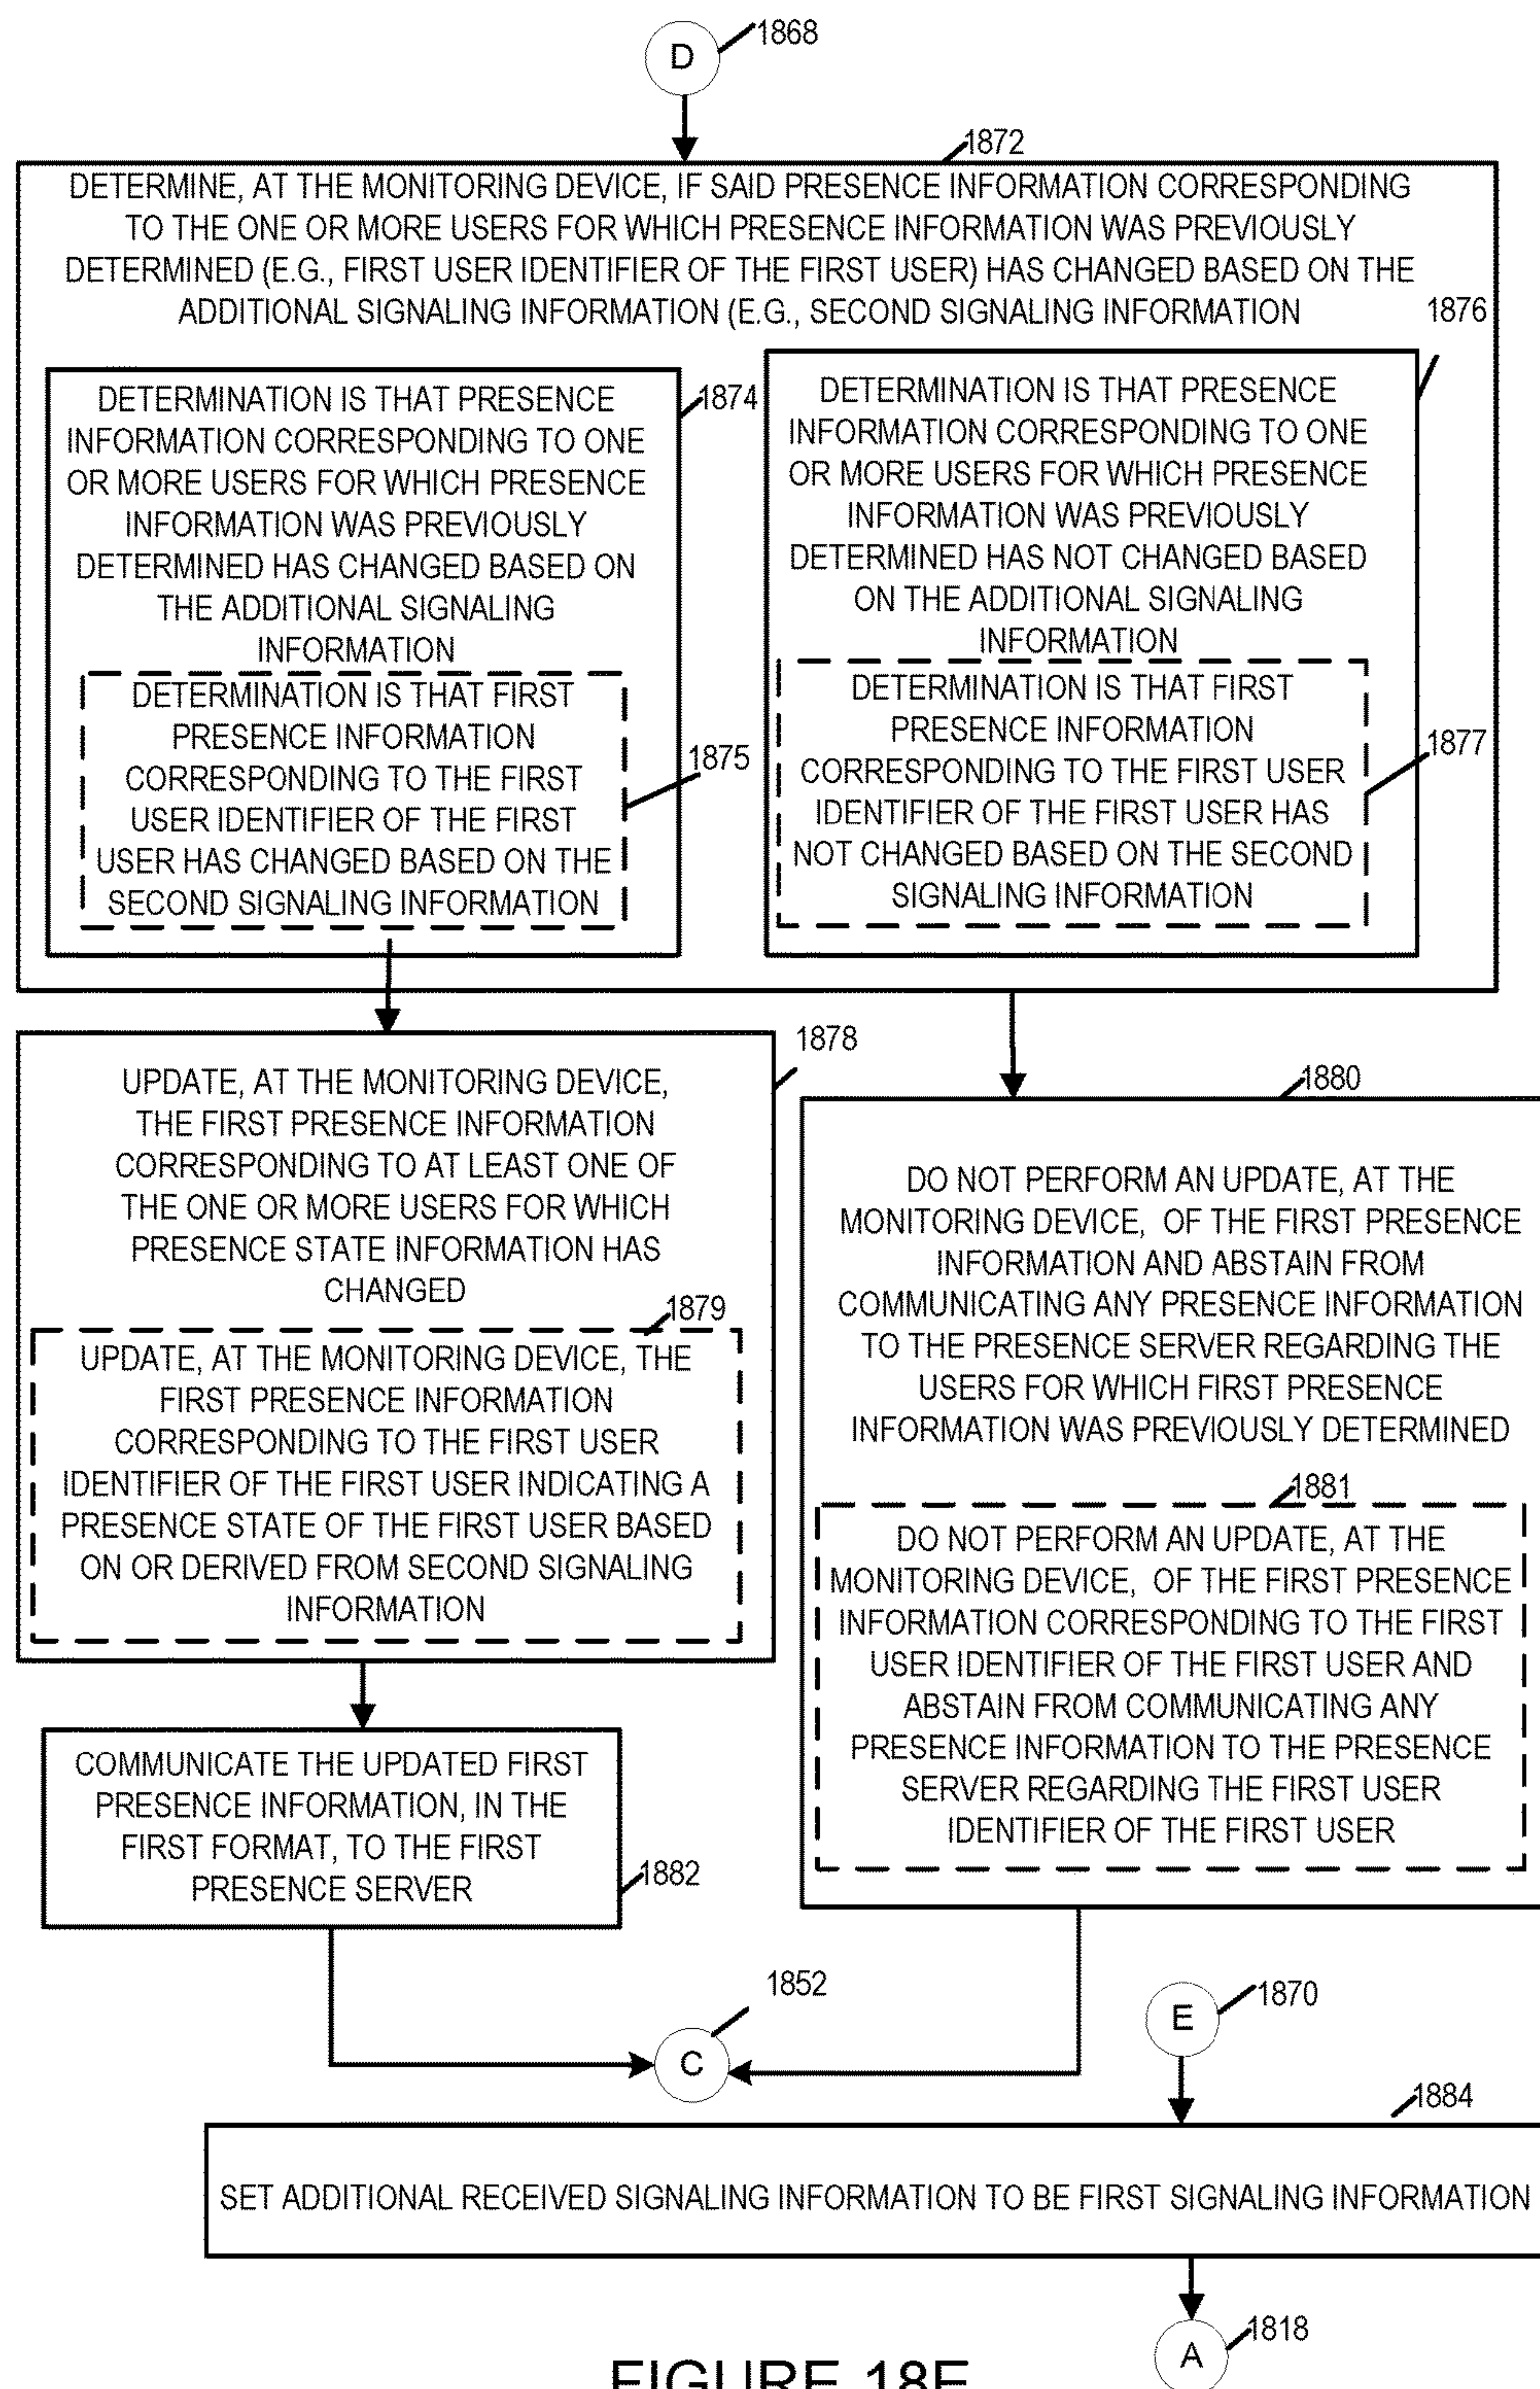 D
1868
1872
DETERMINE, AT THE MONITORING DEVICE, IF SAID PRESENCE INFORMATION CORRESPONDING
TO THE ONE OR MORE USERS FOR WHICH PRESENCE INFORMATION WAS PREVIOUSLY
DETERMINED (E.G., FIRST USER IDENTIFIER OF THE FIRST USER) HAS CHANGED BASED ON THE
ADDITIONAL SIGNALING INFORMATION (E.G., SECOND SIGNALING INFORMATION
1874
DETERMINATION IS THAT PRESENCE
INFORMATION CORRESPONDING TO ONE
OR MORE USERS FOR WHICH PRESENCE
INFORMATION WAS PREVIOUSLY
DETERMINED HAS CHANGED BASED ON
THE ADDITIONAL SIGNALING
INFORMATION
DETERMINATION IS THAT FIRST
PRESENCE INFORMATION
CORRESPONDING TO THE FIRST
USER IDENTIFIER OF THE FIRST
USER HAS CHANGED BASED ON THE
SECOND SIGNALING INFORMATION
1875
1876
DETERMINATION IS THAT PRESENCE
INFORMATION CORRESPONDING TO ONE
OR MORE USERS FOR WHICH PRESENCE
INFORMATION WAS PREVIOUSLY
DETERMINED HAS NOT CHANGED BASED
ON THE ADDITIONAL SIGNALING
INFORMATION
DETERMINATION IS THAT FIRST
PRESENCE INFORMATION
CORRESPONDING TO THE FIRST USER
IDENTIFIER OF THE FIRST USER HAS
NOT CHANGED BASED ON THE SECOND
SIGNALING INFORMATION
1877
1878
UPDATE, AT THE MONITORING DEVICE,
THE FIRST PRESENCE INFORMATION
CORRESPONDING TO AT LEAST ONE OF
THE ONE OR MORE USERS FOR WHICH
PRESENCE STATE INFORMATION HAS
CHANGED
1879
UPDATE, AT THE MONITORING DEVICE, THE
FIRST PRESENCE INFORMATION
CORRESPONDING TO THE FIRST USER
IDENTIFIER OF THE FIRST USER INDICATING A
PRESENCE STATE OF THE FIRST USER BASED
ON OR DERIVED FROM SECOND SIGNALING
INFORMATION
1880
DO NOT PERFORM AN UPDATE, AT THE
MONITORING DEVICE, OF THE FIRST PRESENCE
INFORMATION AND ABSTAIN FROM
COMMUNICATING ANY PRESENCE INFORMATION
TO THE PRESENCE SERVER REGARDING THE
USERS FOR WHICH FIRST PRESENCE
INFORMATION WAS PREVIOUSLY DETERMINED
1881
DO NOT PERFORM AN UPDATE, AT THE
MONITORING DEVICE, OF THE FIRST PRESENCE
INFORMATION CORRESPONDING TO THE FIRST
USER IDENTIFIER OF THE FIRST USER AND
ABSTAIN FROM COMMUNICATING ANY
PRESENCE INFORMATION TO THE PRESENCE
SERVER REGARDING THE FIRST USER
IDENTIFIER OF THE FIRST USER
COMMUNICATE THE UPDATED FIRST
PRESENCE INFORMATION, IN THE
FIRST FORMAT, TO THE FIRST
PRESENCE SERVER
1882
1852
C
E
1870
1884
SET ADDITIONAL RECEIVED SIGNALING INFORMATION TO BE FIRST SIGNALING INFORMATION
A
1818
FIGURE 18E